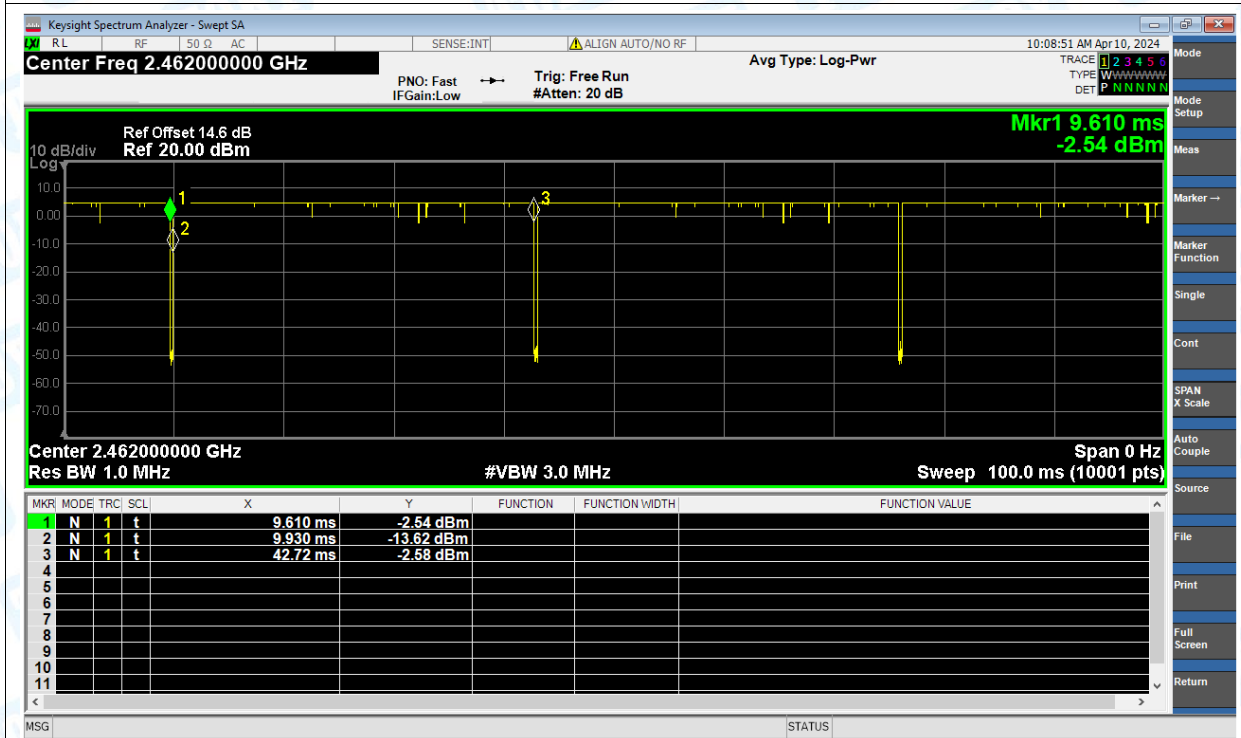 Keysight Spectrum Analyzer - Swept SA
LXI RL RF 50 Ω AC SENSE:INT ALIGN AUTO/NO RF 10:08:51 AM Apr 10, 2024
Center Freq 2.462000000 GHz
PNO: Fast
IFGain:Low
Trig: Free Run
#Atten: 20 dB
Avg Type: Log-Pwr
TRACE 1 2 3 4 5 6
TYPE WWWWWW
DET P N N N N N
Mkr1 9.610 ms
-2.54 dBm
Ref Offset 14.6 dB
10 dB/div Ref 20.00 dBm
Log
10.0
0.00
-10.0
-20.0
-30.0
-40.0
-50.0
-60.0
-70.0
1
2
3
Center 2.462000000 GHz Span 0 Hz
Res BW 1.0 MHz #VBW 3.0 MHz Sweep 100.0 ms (10001 pts)
MKR MODE TRC SCL X Y FUNCTION FUNCTION WIDTH FUNCTION VALUE
1 N 1 t 9.610 ms -2.54 dBm
2 N 1 t 9.930 ms -13.62 dBm
3 N 1 t 42.72 ms -2.58 dBm
4
5
6
7
8
9
10
11
MSG STATUS
Mode
Mode
Setup
Meas
Marker →
Marker
Function
Single
Cont
SPAN
X Scale
Auto
Couple
Source
File
Print
Full
Screen
Return